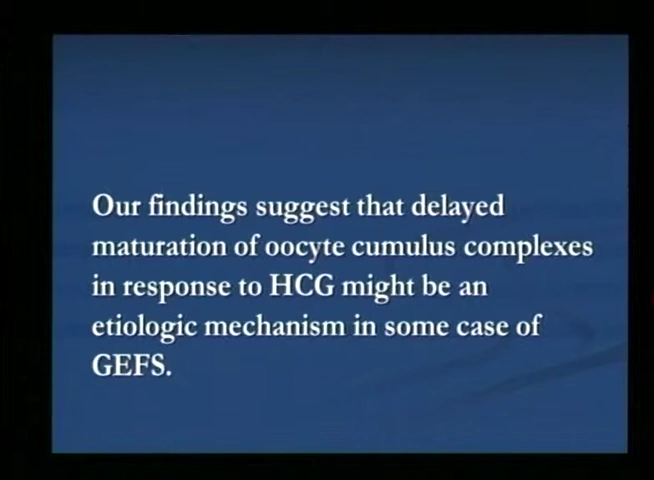 Our findings suggest that delayed
maturation of oocyte cumulus complexes
in response to HCG might be an
etiologic mechanism in some case of
GEFS.